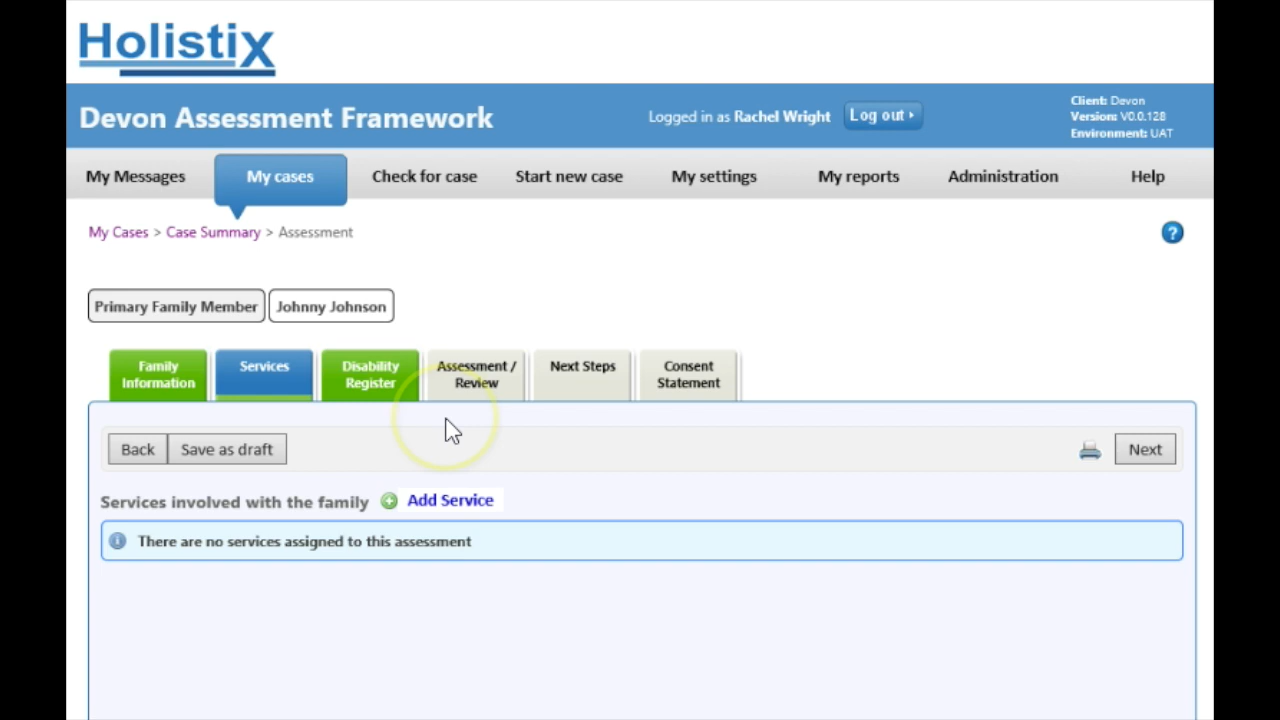 Holistix
Devon Assessment Framework
Logged in as Rachel Wright
Log out
Client: Devon
Version: V0.0.128
Environment: UAT
My Messages
My cases
Check for case
Start new case
My settings
My reports
Administration
Help
My Cases > Case Summary > Assessment
?
Primary Family Member
Johnny Johnson
Family
Information
Services
Disability
Register
Assessment /
Review
Next Steps
Consent
Statement
Back
Save as draft
Next
Services involved with the family
Add Service
There are no services assigned to this assessment